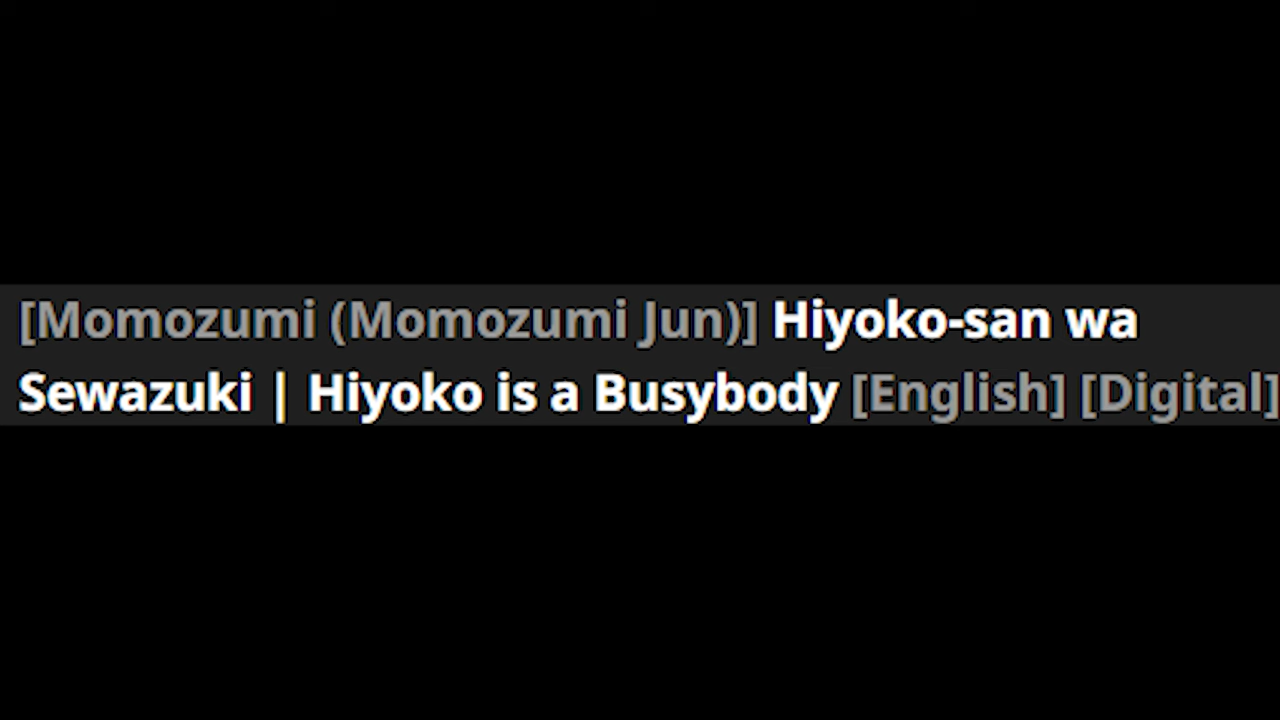 [Momozumi (Momozumi Jun)] Hiyoko-san wa
Sewazuki | Hiyoko is a Busybody [English] [Digital]